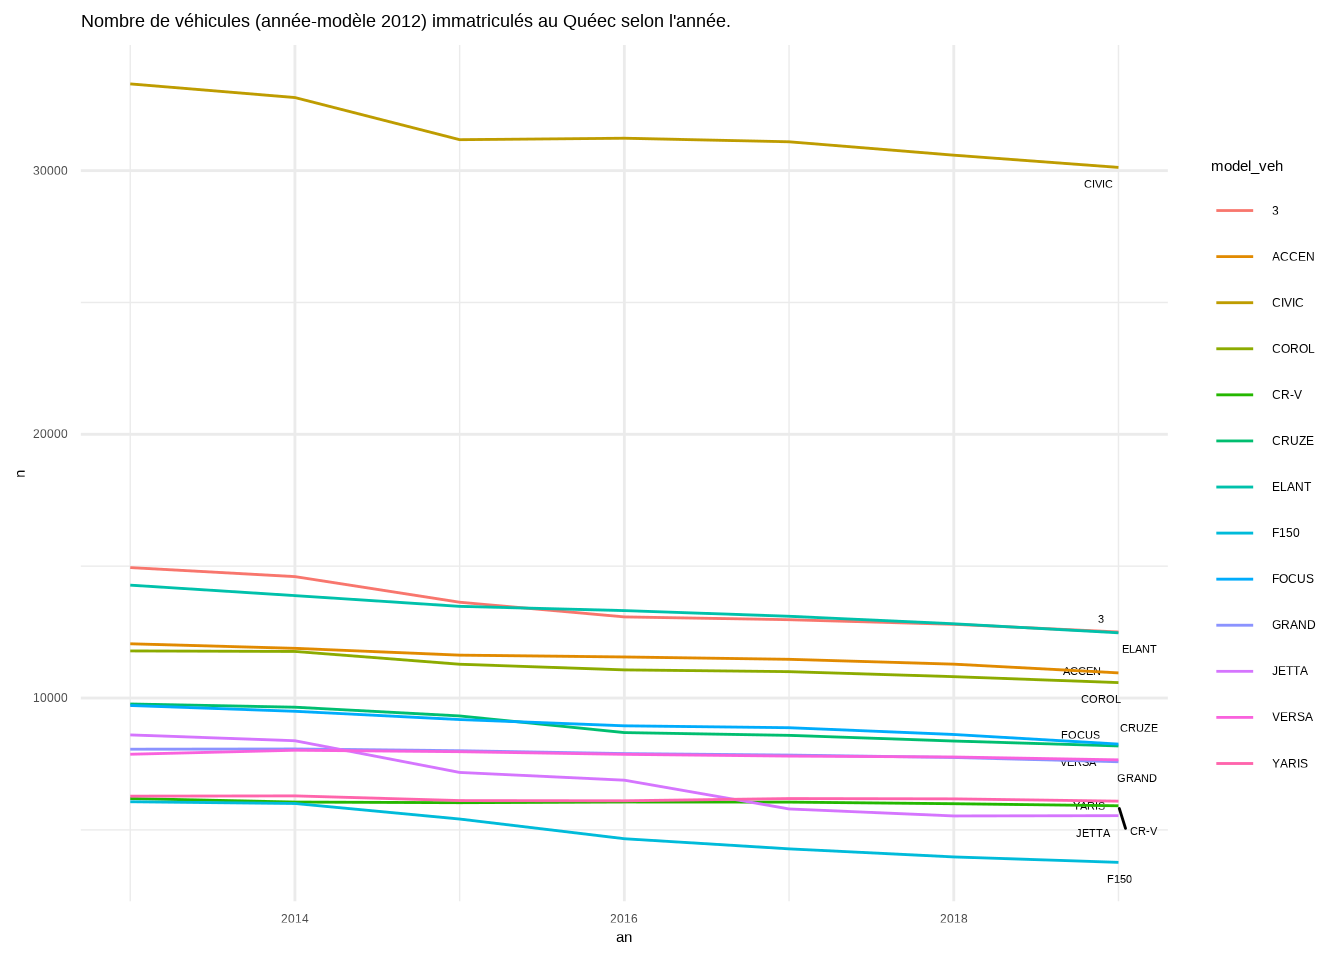 Nombre de véhicules (année-modèle 2012) immatriculés au Quéec selon l'année.
30000
20000
10000
n
2014
2016
2018
an
CIVIC
3
ELANT
ACCEN
COROL
CRUZE
FOCUS
VERSA
GRAND
YARIS
JETTA
CR-V
F150
model_veh
3
ACCEN
CIVIC
COROL
CR-V
CRUZE
ELANT
F150
FOCUS
GRAND
JETTA
VERSA
YARIS